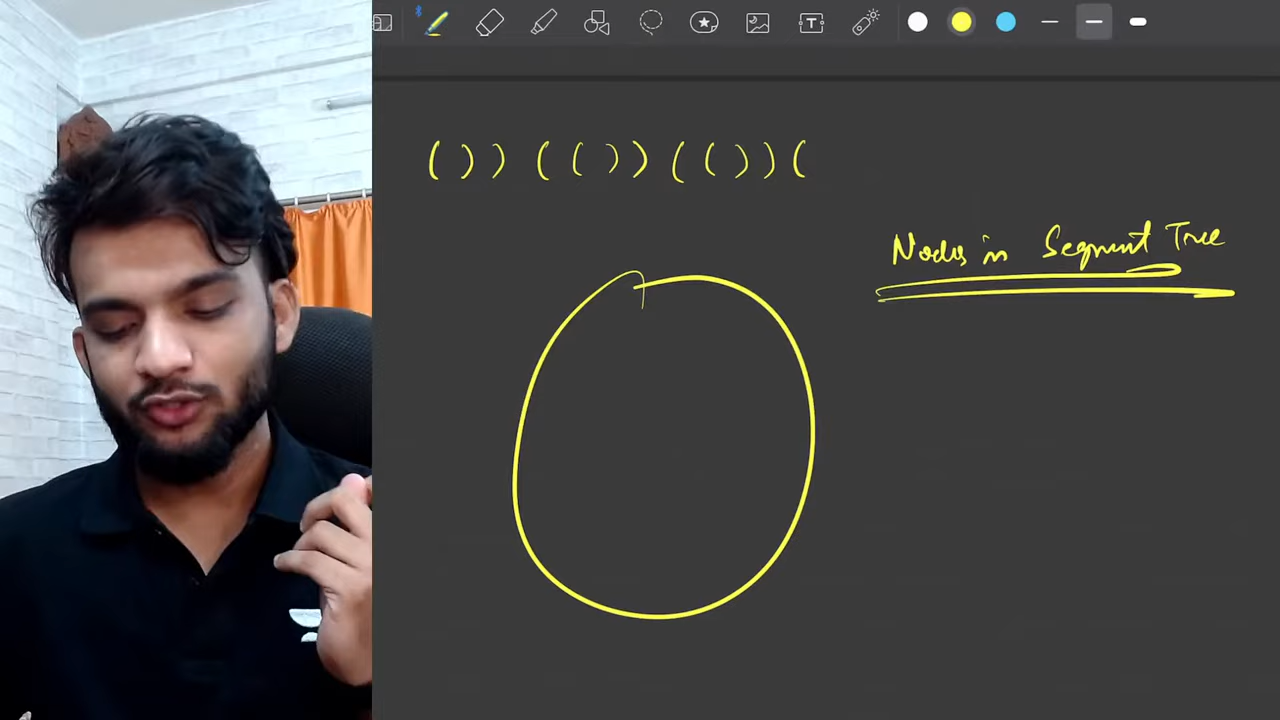 ( ) ) ( ( ) ) ( ( ) ) (
Nodes in Segment Tree